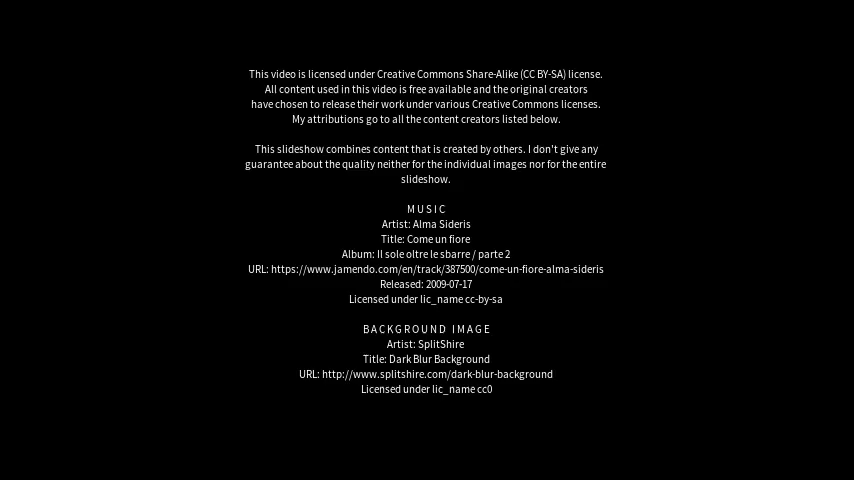 This video is licensed under Creative Commons Share-Alike (CC BY-SA) license.
All content used in this video is free available and the original creators
have chosen to release their work under various Creative Commons licenses.
My attributions go to all the content creators listed below.
This slideshow combines content that is created by others. I don't give any
guarantee about the quality neither for the individual images nor for the entire
slideshow.
MUSIC
Artist: Alma Sideris
Title: Come un fiore
Album: Il sole oltre le sbarre / parte 2
URL: https://www.jamendo.com/en/track/387500/come-un-fiore-alma-sideris
Released: 2009-07-17
Licensed under lic_name cc-by-sa
BACKGROUND IMAGE
Artist: SplitShire
Title: Dark Blur Background
URL: http://www.splitshire.com/dark-blur-background
Licensed under lic_name cc0